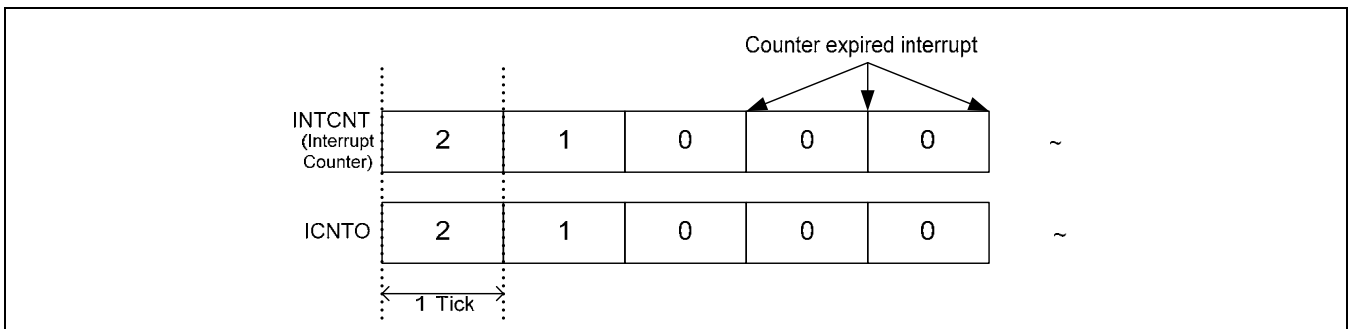 Counter expired interrupt
INTCNT
(Interrupt
Counter)
2 1 0 0 0 ~
ICNTO 2 1 0 0 0 ~
1 Tick